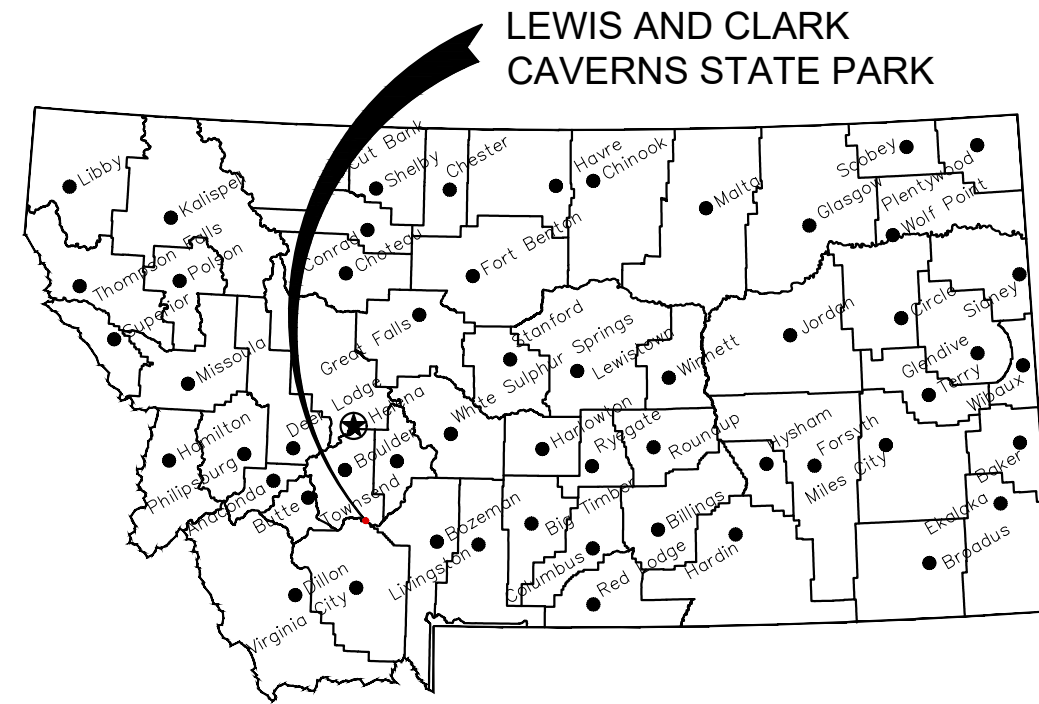 LEWIS AND CLARK
CAVERNS STATE PARK
Libby
Cut Bank
Shelby
Chester
Havre
Chinook
Malta
Scobey
Plentywood
Glasgow
Wolf Point
Kalispell
Thompson Falls
Polson
Conrad
Choteau
Fort Benton
Superior
Missoula
Great Falls
Stanford
White Sulphur Springs
Lewistown
Winnett
Jordan
Circle
Sidney
Glendive
Terry
Wibaux
Deer Lodge
Helena
Hamilton
Philipsburg
Boulder
Harlowton
Ryegate
Roundup
Hysham
Forsyth
Miles City
Baker
Anaconda
Butte
Townsend
Bozeman
Big Timber
Billings
Ekalaka
Livingston
Columbus
Red Lodge
Hardin
Broadus
Dillon
Virginia City